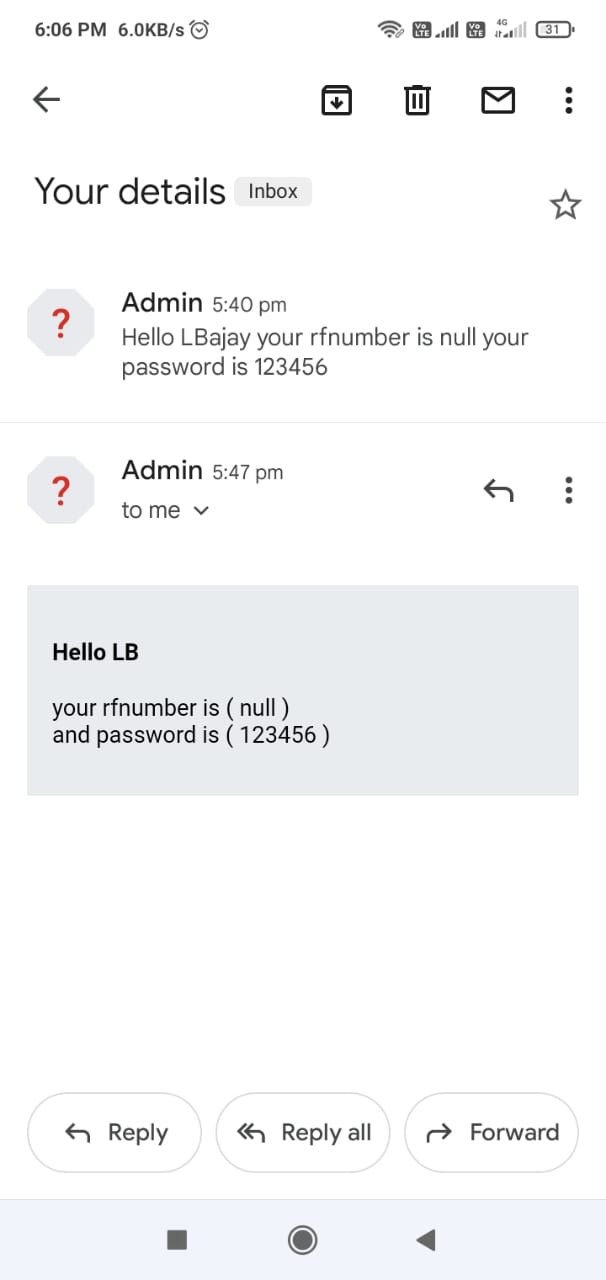 6:06 PM 6.0KB/s
Vo LTE Vo LTE 4G 31
Your details Inbox
Admin 5:40 pm
Hello LBajay your rfnumber is null your
password is 123456
Admin 5:47 pm
to me
Hello LB
your rfnumber is ( null )
and password is ( 123456 )
Reply Reply all Forward